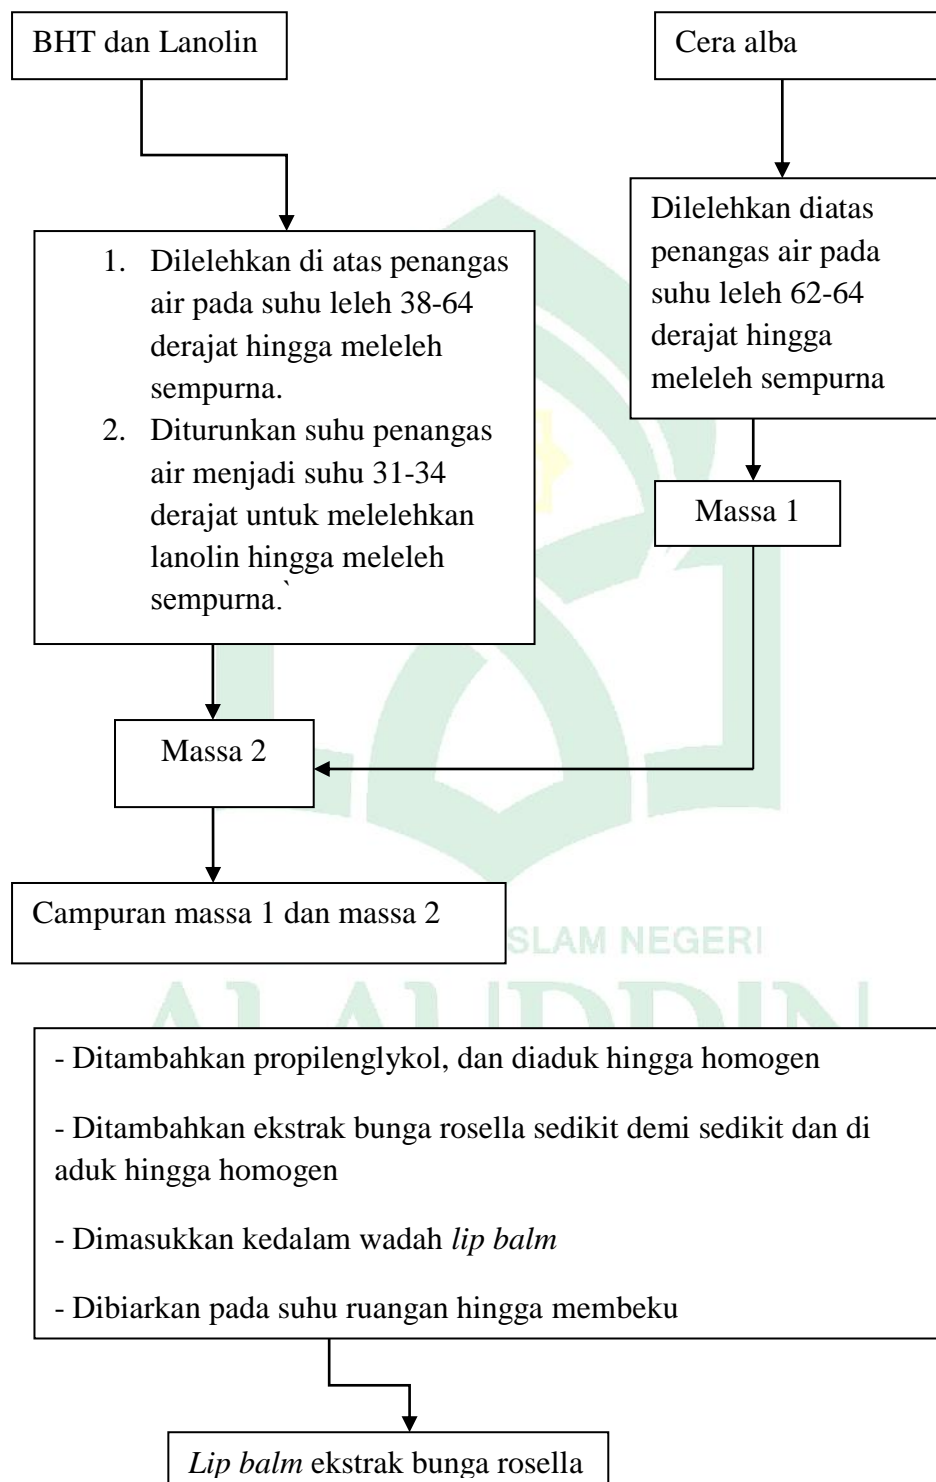 BHT dan Lanolin
Cera alba
Dilelehkan diatas
penangas air pada
suhu leleh 62-64
derajat hingga
meleleh sempurna
1. Dilelehkan di atas penangas
air pada suhu leleh 38-64
derajat hingga meleleh
sempurna.
2. Diturunkan suhu penangas
air menjadi suhu 31-34
derajat untuk melelehkan
lanolin hingga meleleh
sempurna.`
Massa 1
Massa 2
Campuran massa 1 dan massa 2
SLAM NEGERI
ALAUDDIN
- Ditambahkan propilenglykol, dan diaduk hingga homogen
- Ditambahkan ekstrak bunga rosella sedikit demi sedikit dan di
aduk hingga homogen
- Dimasukkan kedalam wadah lip balm
- Dibiarkan pada suhu ruangan hingga membeku
Lip balm ekstrak bunga rosella